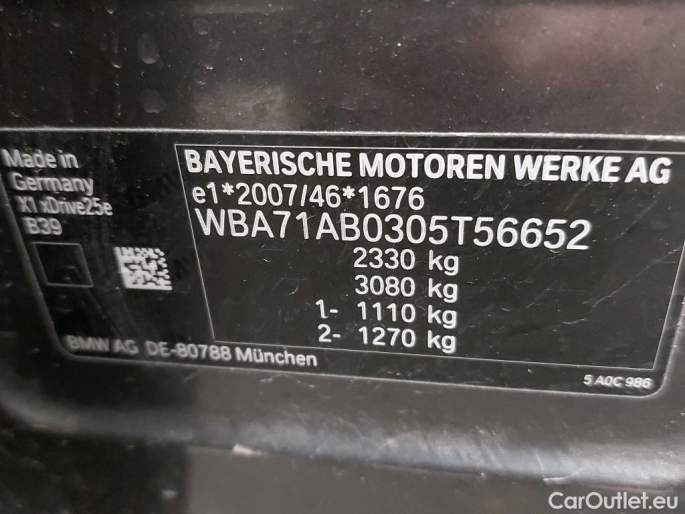 Made in
Germany
X1 xDrive25e
B39
BAYERISCHE MOTOREN WERKE AG
e1*2007/46*1676
WBA71AB0305T56652
2330 kg
3080 kg
1- 1110 kg
2- 1270 kg
BMW AG DE-80788 München
5 AQC 986
CarOutlet.eu